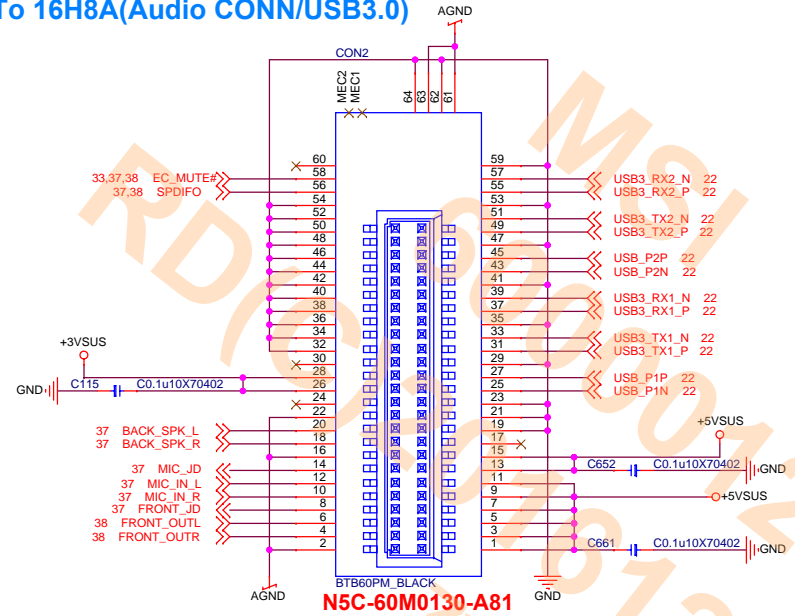 To 16H8A(Audio CONN/USB3.0)
AGND
CON2
MEC2
MEC1
64
63
62
61
60
58
56
54
52
50
48
46
44
42
40
38
36
34
32
30
28
26
24
22
20
18
16
14
12
10
8
6
4
2
59
57
55
53
51
49
47
45
43
41
39
37
35
33
31
29
27
25
23
21
19
17
15
13
11
9
7
5
3
1
33,37,38 EC_MUTE#
37,38 SPDIFO
+3VSUS
GND C115 C0.1u10X70402
37 BACK_SPK_L
37 BACK_SPK_R
37 MIC_JD
37 MIC_IN_L
37 MIC_IN_R
37 FRONT_JD
38 FRONT_OUTL
38 FRONT_OUTR
AGND
USB3_RX2_N 22
USB3_RX2_P 22
USB3_TX2_N 22
USB3_TX2_P 22
USB_P2P 22
USB_P2N 22
USB3_RX1_N 22
USB3_RX1_P 22
USB3_TX1_N 22
USB3_TX1_P 22
USB_P1P 22
USB_P1N 22
+5VSUS
C652 C0.1u10X70402 GND
+5VSUS
C661 C0.1u10X70402 GND
GND
BTB60PM_BLACK
N5C-60M0130-A81
MSI
RD(C)